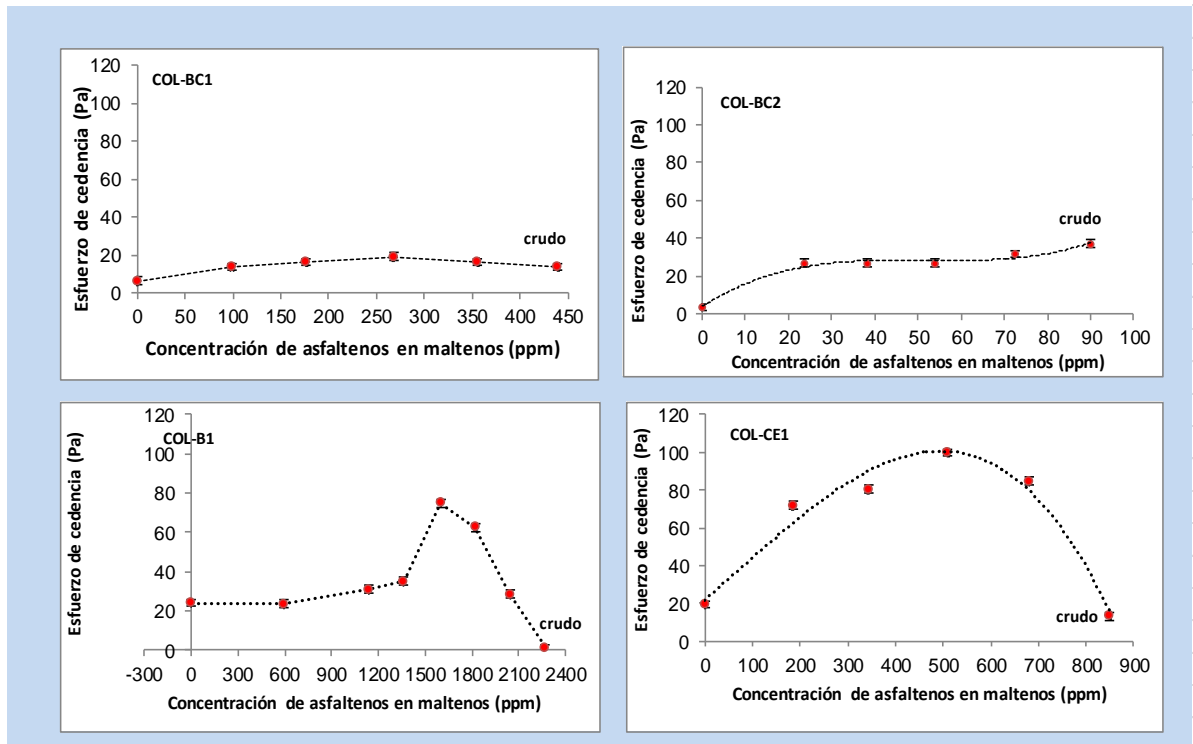 COL-BC1
Esfuerzo de cedencia (Pa)
120
100
80
60
40
20
0
crudo
0 50 100 150 200 250 300 350 400 450
Concentración de asfaltenos en maltenos (ppm)
COL-BC2
Esfuerzo de cedencia (Pa)
120
100
80
60
40
20
0
crudo
0 10 20 30 40 50 60 70 80 90 100
Concentración de asfaltenos en maltenos (ppm)
COL-B1
Esfuerzo de cedencia (Pa)
120
100
80
60
40
20
0
crudo
-300 0 300 600 900 1200 1500 1800 2100 2400
Concentración de asfaltenos en maltenos (ppm)
COL-CE1
Esfuerzo de cedencia (Pa)
120
100
80
60
40
20
0
crudo
0 100 200 300 400 500 600 700 800 900
Concentración de asfaltenos en maltenos (ppm)